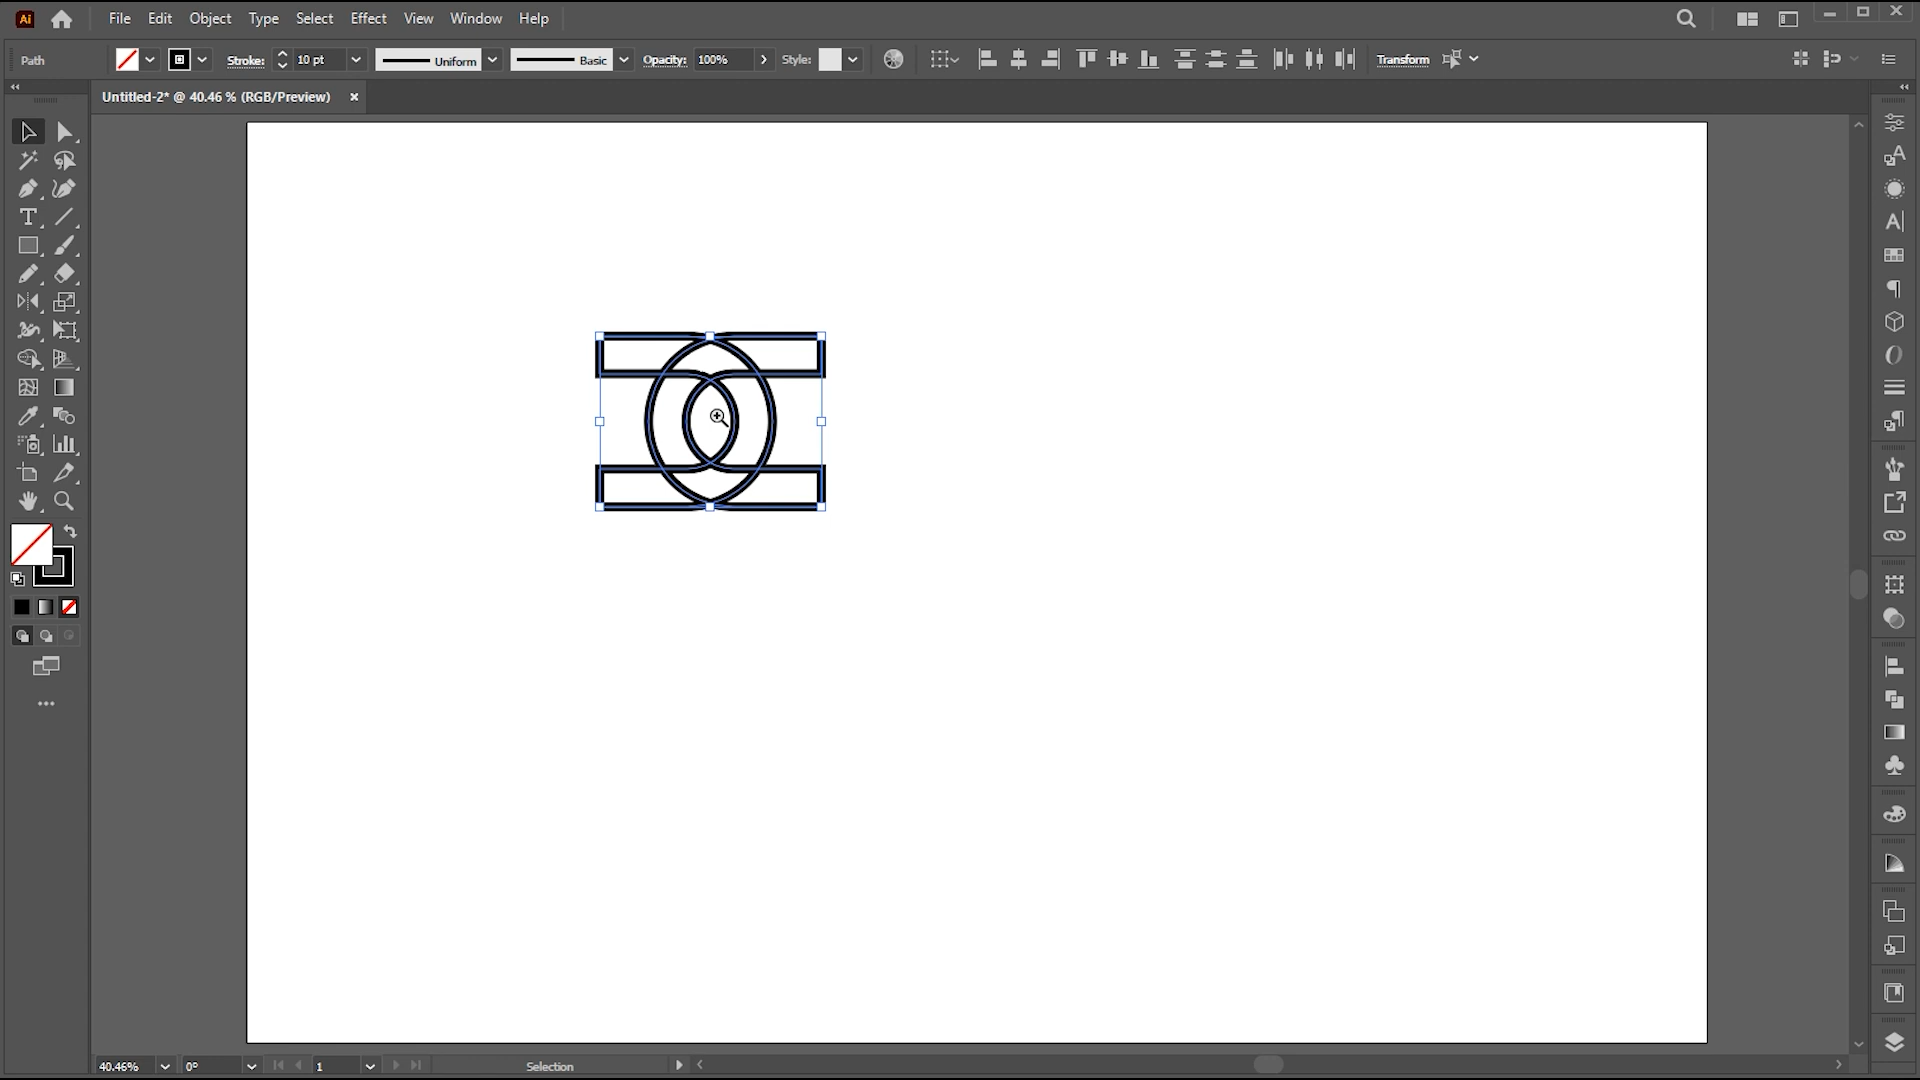 Ai File Edit Object Type Select Effect View Window Help
Path Stroke: 10 pt Uniform Basic Opacity: 100% Style: Transform
Untitled-2* @ 40.46 % (RGB/Preview)
40.46% 0° 1 Selection